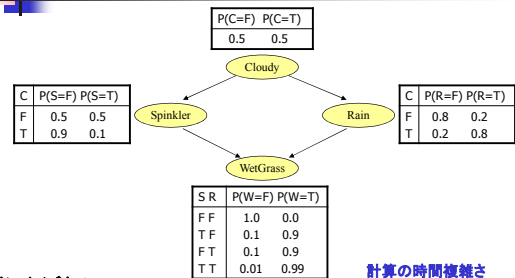 P(C=F) P(C=T)
0.5 0.5
Cloudy
C P(S=F) P(S=T)
F 0.5 0.5
T 0.9 0.1
Spinkler
Rain
C P(R=F) P(R=T)
F 0.8 0.2
T 0.2 0.8
WetGrass
S R P(W=F) P(W=T)
F F 1.0 0.0
T F 0.1 0.9
F T 0.1 0.9
T T 0.01 0.99
計算の時間複雑さ